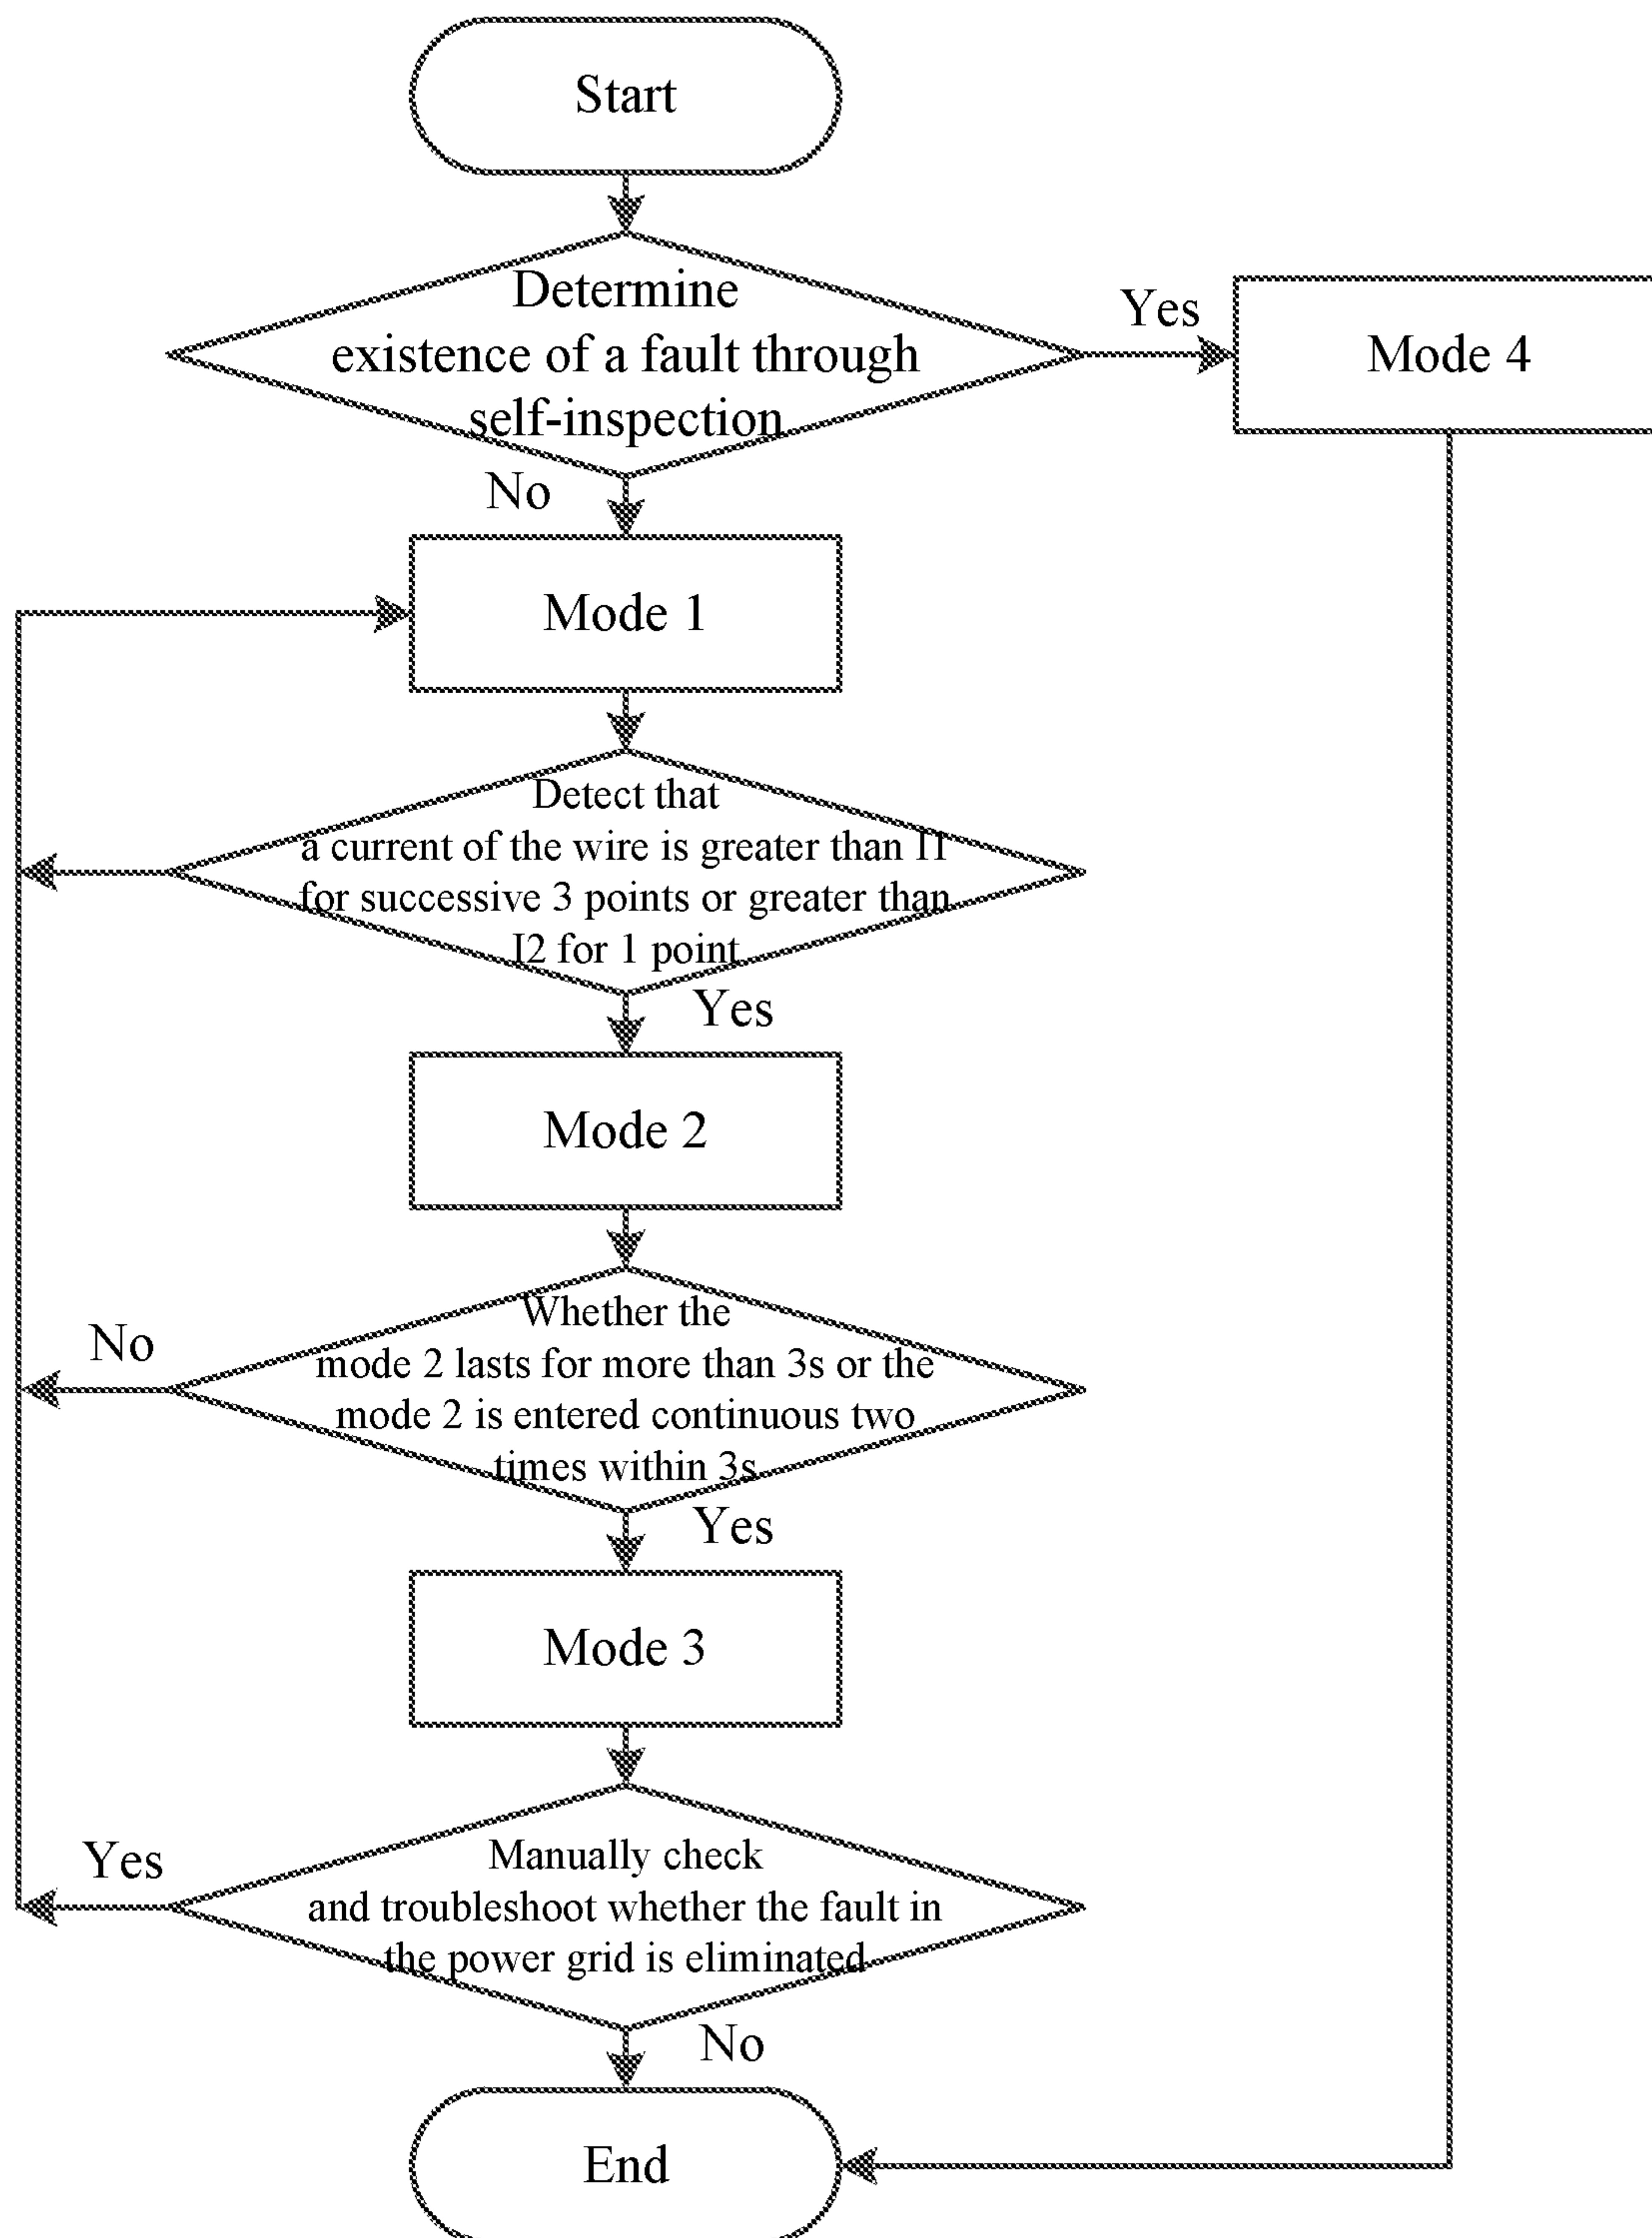 Start
Determine
existence of a fault through
self-inspection
Yes
Mode 4
No
Mode 1
Detect that
a current of the wire is greater than I1
for successive 3 points or greater than
I2 for 1 point
Yes
Mode 2
Whether the
mode 2 lasts for more than 3s or the
mode 2 is entered continuous two
times within 3s
No
Yes
Mode 3
Manually check
and troubleshoot whether the fault in
the power grid is eliminated
Yes
No
End